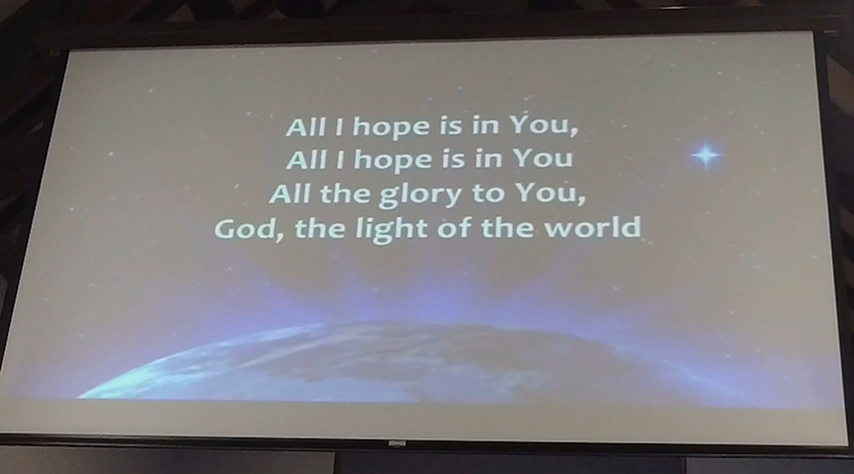 All I hope is in You,
All I hope is in You
All the glory to You,
God, the light of the world